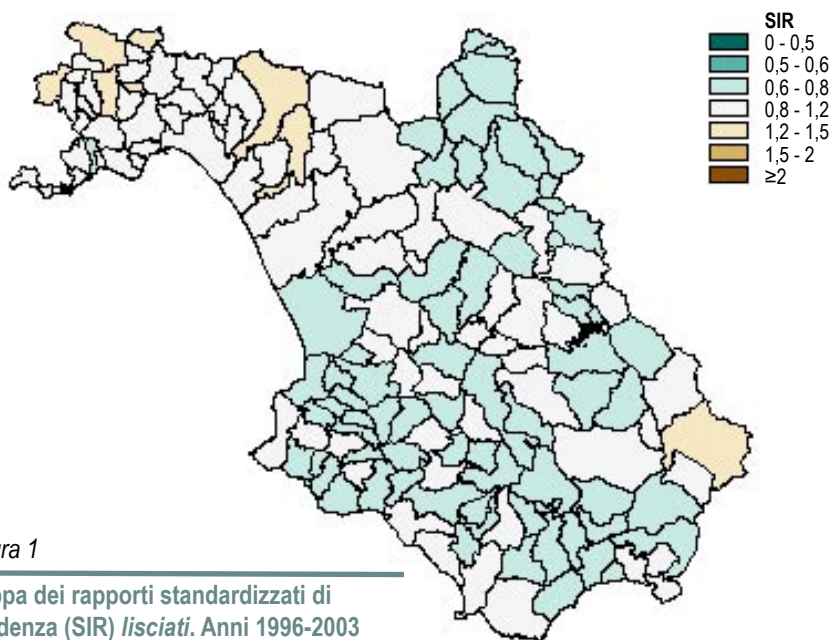 SIR
0 - 0,5
0,5 - 0,6
0,6 - 0,8
0,8 - 1,2
1,2 - 1,5
1,5 - 2
≥2
ra 1
pa dei rapporti standardizzati di
denza (SIR) lisciati. Anni 1996-2003